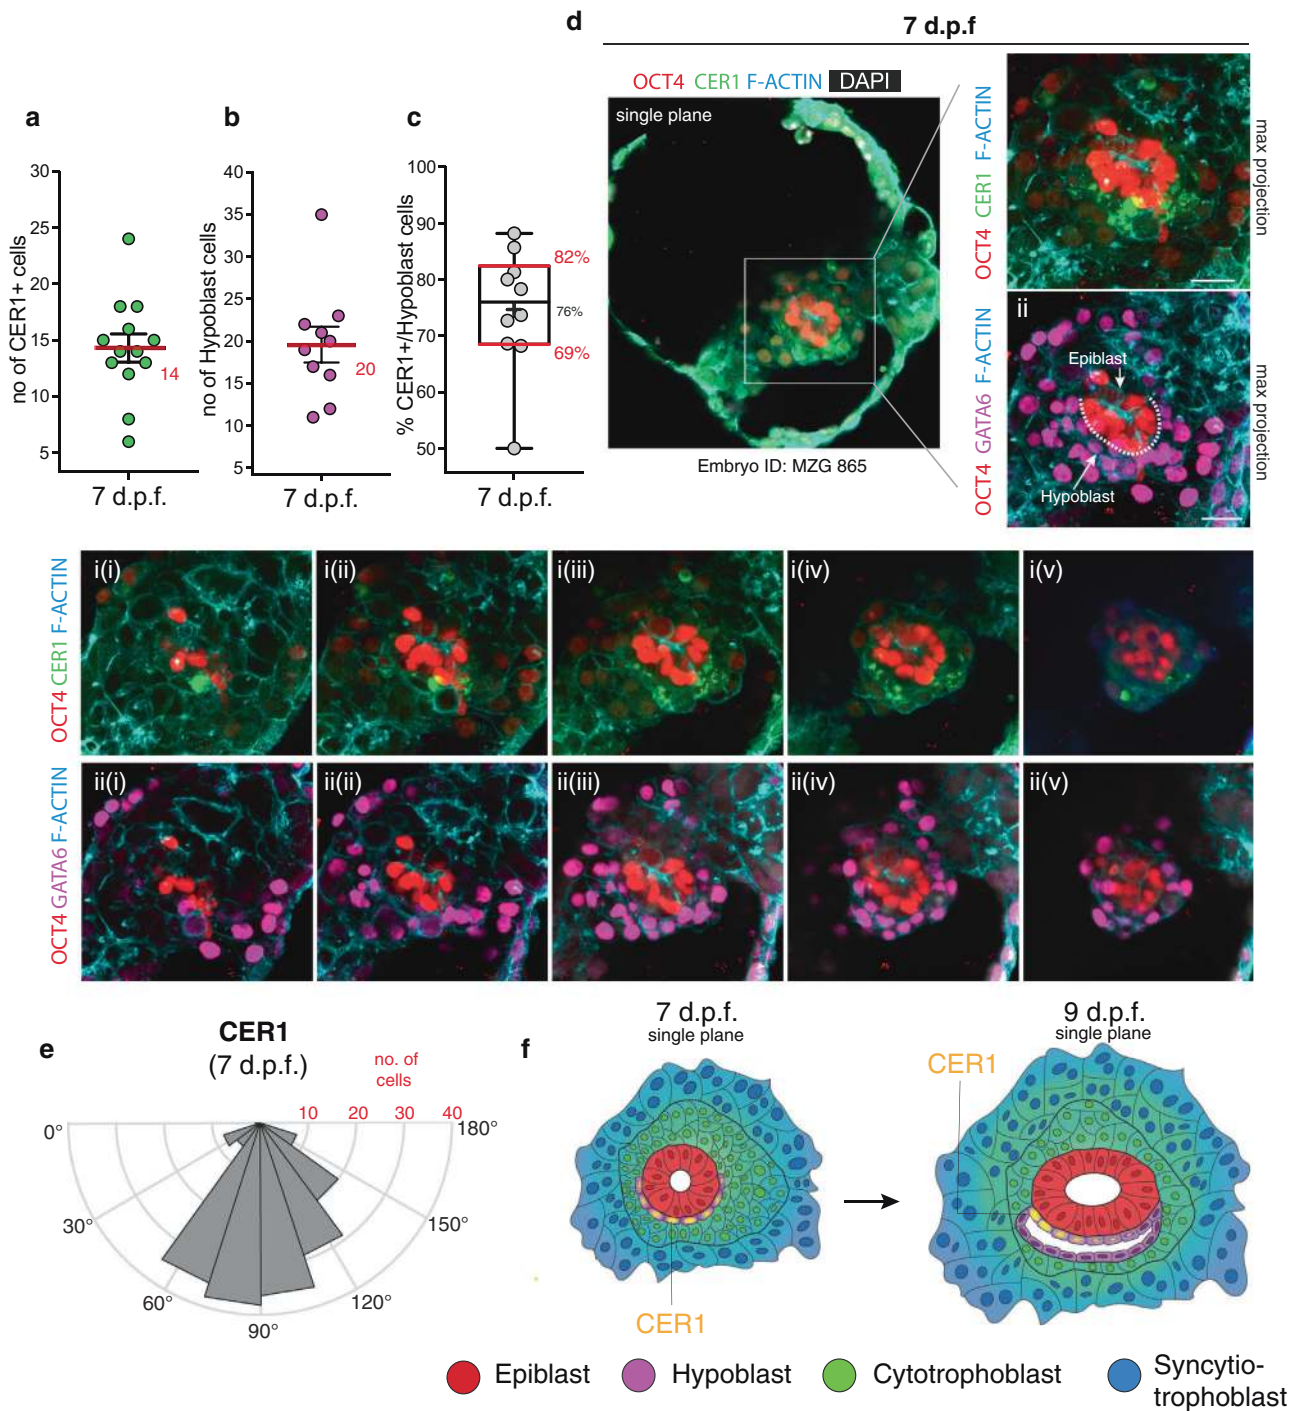 a
no of CER1+ cells
30
25
20
15
10
5
14
7 d.p.f.
b
no of Hypoblast cells
40
35
30
25
20
15
10
5
20
7 d.p.f.
c
% CER1+/Hypoblast cells
100
90
80
70
60
50
82%
76%
69%
7 d.p.f.
d
7 d.p.f
OCT4 CER1 F-ACTIN DAPI
single plane
Embryo ID: MZG 865
OCT4 CER1 F-ACTIN
max projection
ii
Epiblast
Hypoblast
OCT4 GATA6 F-ACTIN
max projection
OCT4 CER1 F-ACTIN
i(i)
i(ii)
i(iii)
i(iv)
i(v)
OCT4 GATA6 F-ACTIN
ii(i)
ii(ii)
ii(iii)
ii(iv)
ii(v)
e
CER1
(7 d.p.f.)
no. of
cells
10 20 30 40
0°
30°
60°
90°
120°
150°
180°
f
7 d.p.f.
single plane
CER1
9 d.p.f.
single plane
CER1
Epiblast
Hypoblast
Cytotrophoblast
Syncytio-
trophoblast